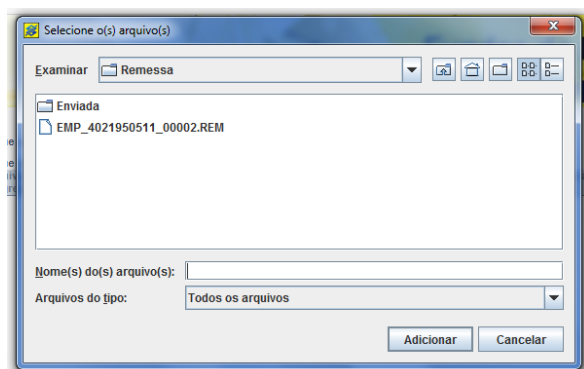 Selecione o(s) arquivo(s)
Examinar Remessa
Enviada
EMP_4021950511_00002.REM
Nome(s) do(s) arquivo(s):
Arquivos do tipo: Todos os arquivos
Adicionar Cancelar